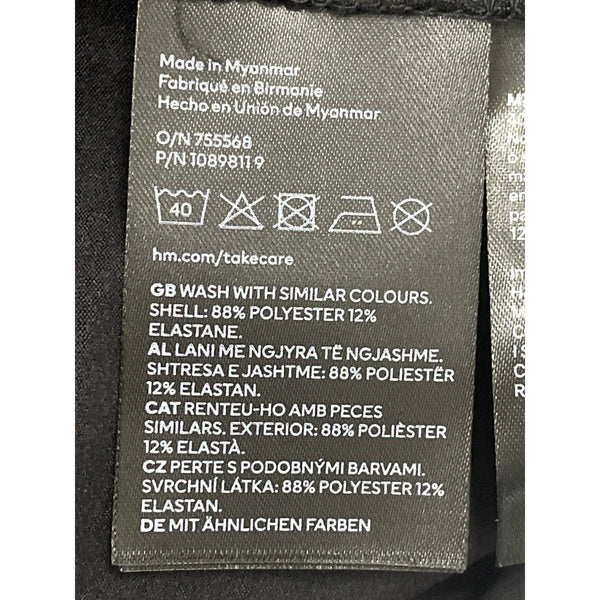 Made in Myanmar
Fabriqué en Birmanie
Hecho en Unión de Myanmar
O/N 755568
P/N 1089811 9
40
hm.com/takecare
GB WASH WITH SIMILAR COLOURS.
SHELL: 88% POLYESTER 12%
ELASTANE.
AL LANI ME NGJYRA TË NGJASHME.
SHTRESA E JASHTME: 88% POLIESTËR
12% ELASTAN.
CAT RENTEU-HO AMB PECES
SIMILARS. EXTERIOR: 88% POLIÈSTER
12% ELASTÀ.
CZ PERTE S PODOBNÝMI BARVAMI.
SVRCHNÍ LÁTKA: 88% POLYESTER 12%
ELASTAN.
DE MIT ÄHNLICHEN FARBEN